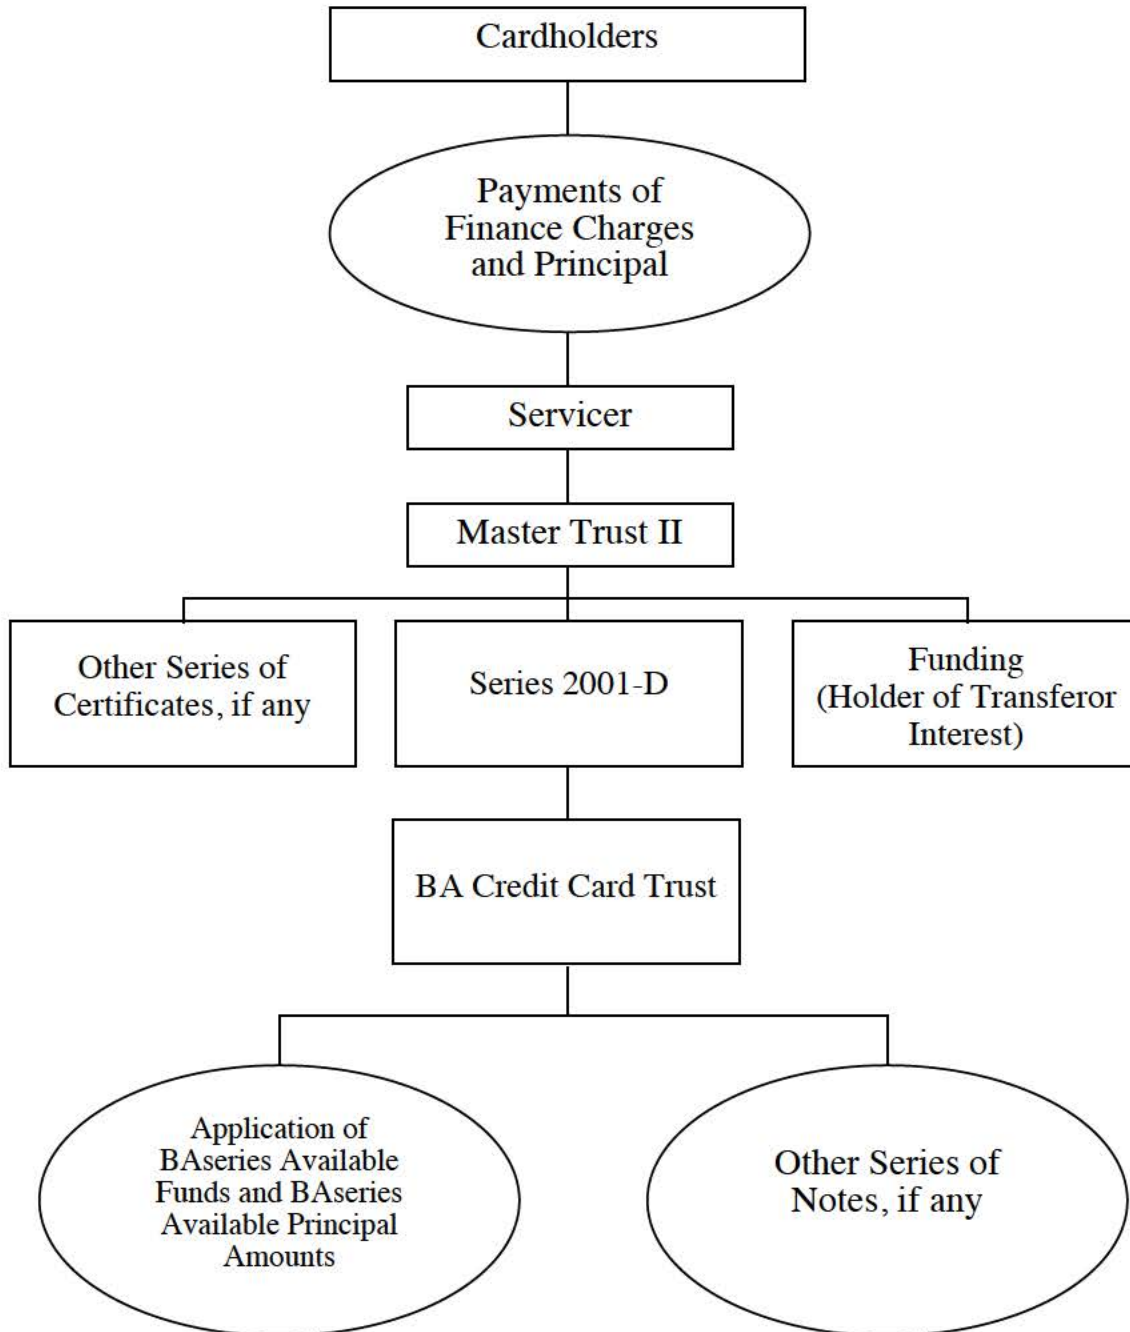 Cardholders
Payments of
Finance Charges
and Principal
Servicer
Master Trust II
Other Series of
Certificates, if any
Series 2001-D
Funding
(Holder of Transferor
Interest)
BA Credit Card Trust
Application of
BAseries Available
Funds and BAseries
Available Principal
Amounts
Other Series of
Notes, if any